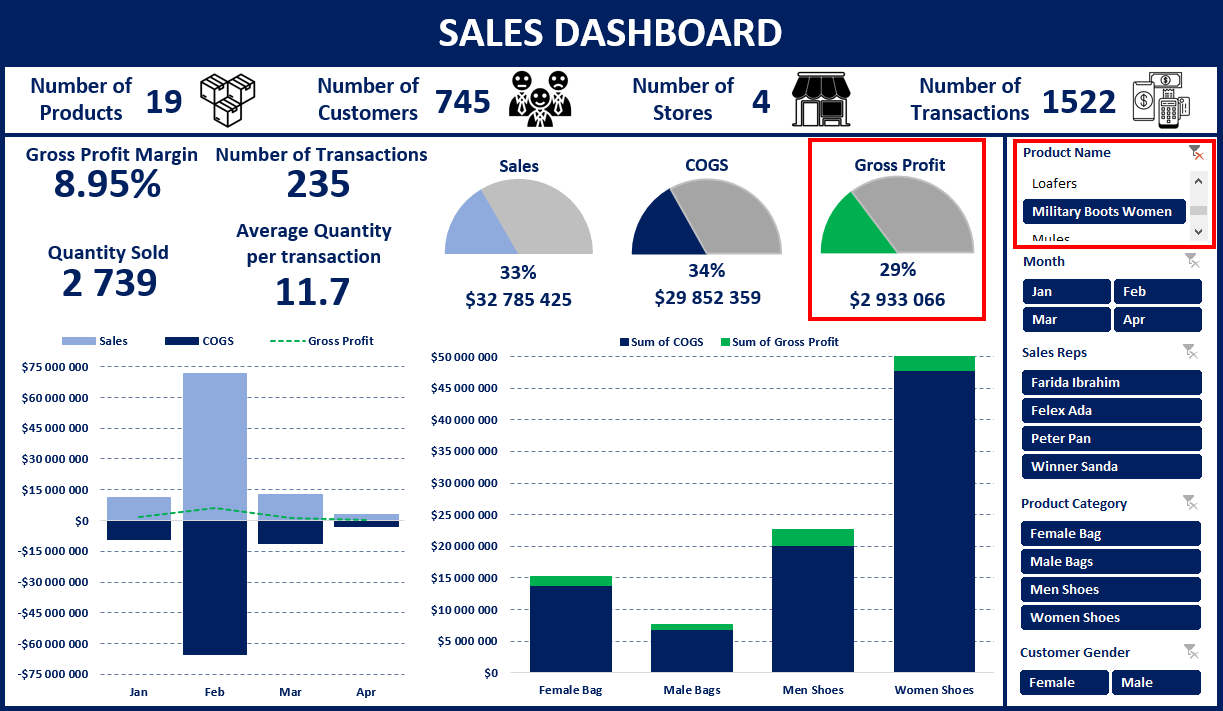 SALES DASHBOARD
Number of
Products
19
Number of
Customers
745
Number of
Stores
4
Number of
Transactions
1522
Gross Profit Margin
8.95%
Number of Transactions
235
Quantity Sold
2 739
Average Quantity
per transaction
11.7
Sales
33%
$32 785 425
COGS
34%
$29 852 359
Gross Profit
29%
$2 933 066
Product Name
Loafers
Military Boots Women
Mules
Month
Jan
Feb
Mar
Apr
Sales Reps
Farida Ibrahim
Felex Ada
Peter Pan
Winner Sanda
Product Category
Female Bag
Male Bags
Men Shoes
Women Shoes
Customer Gender
Female
Male
Sales
COGS
Gross Profit
$75 000 000
$60 000 000
$45 000 000
$30 000 000
$15 000 000
$0
-$15 000 000
-$30 000 000
-$45 000 000
-$60 000 000
-$75 000 000
Jan
Feb
Mar
Apr
Sum of COGS
Sum of Gross Profit
$50 000 000
$45 000 000
$40 000 000
$35 000 000
$30 000 000
$25 000 000
$20 000 000
$15 000 000
$10 000 000
$5 000 000
$0
Female Bag
Male Bags
Men Shoes
Women Shoes